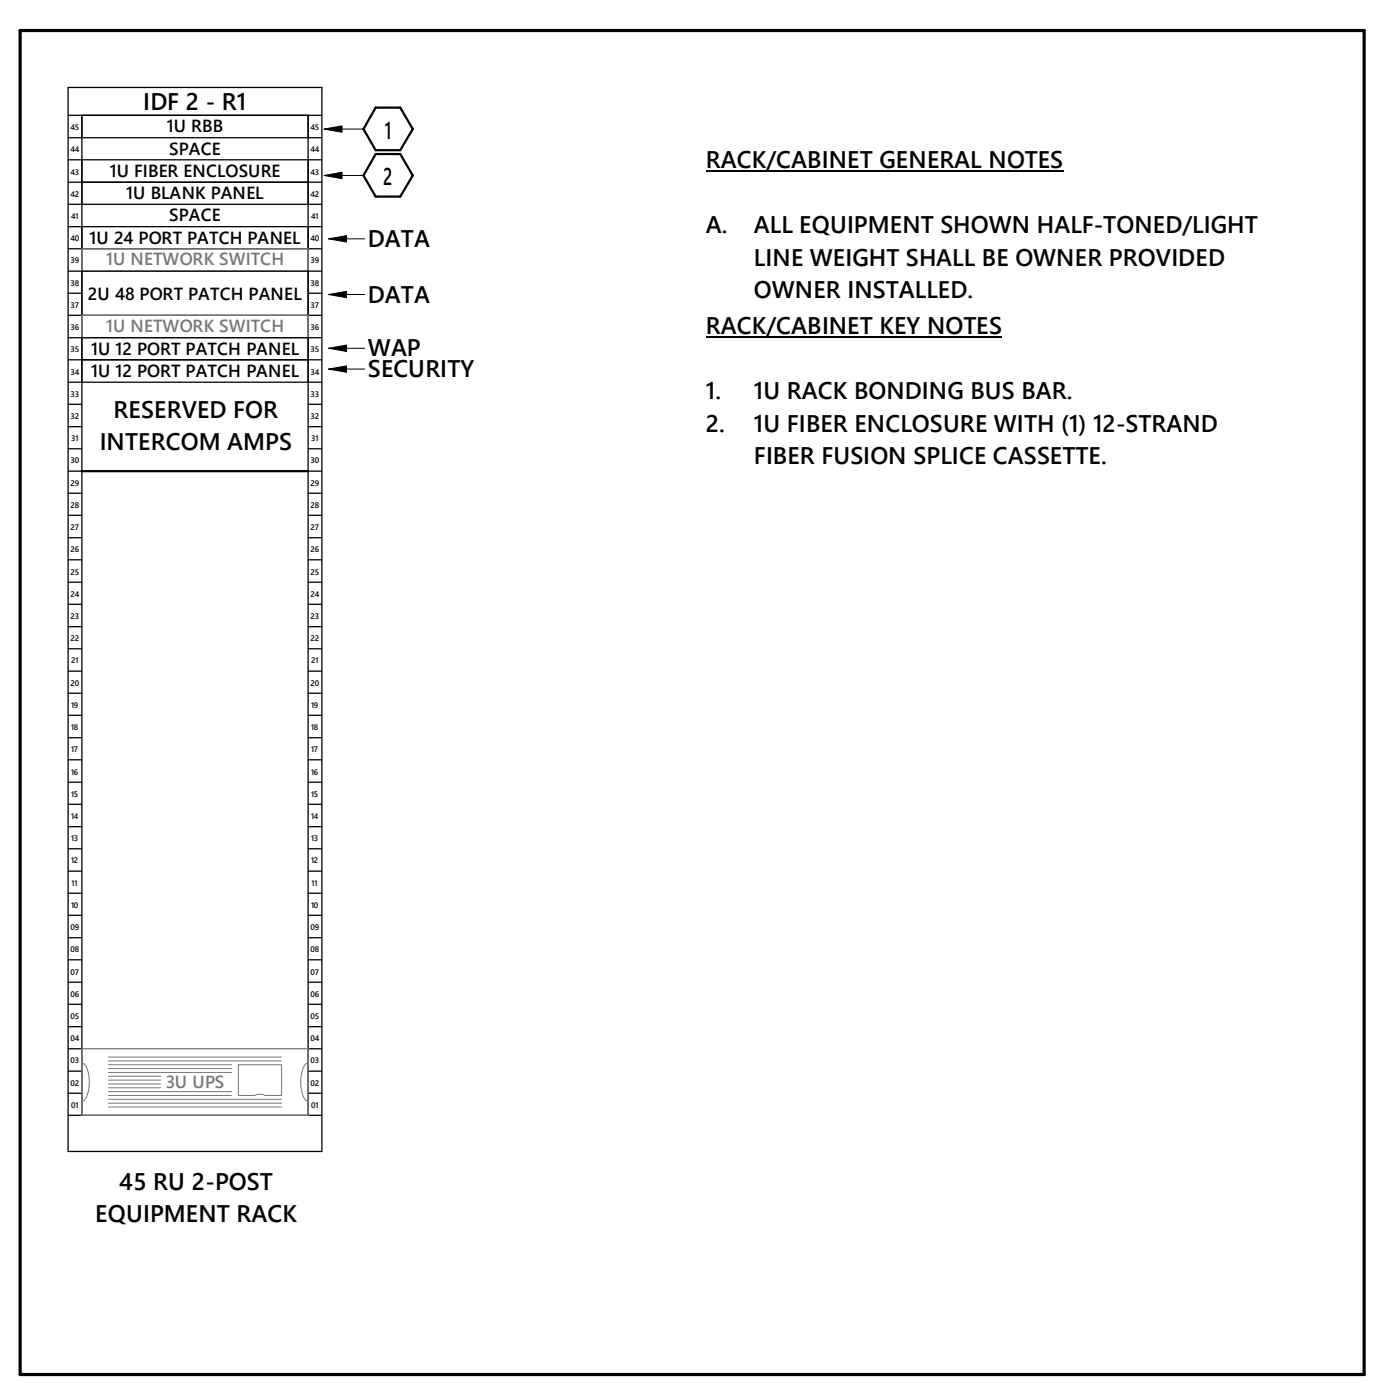 IDF 2 - R1
45 1U RBB 45
1
44 SPACE 44
43 1U FIBER ENCLOSURE 43
2
42 1U BLANK PANEL 42
41 SPACE 41
40 1U 24 PORT PATCH PANEL 40 DATA
39 1U NETWORK SWITCH 39
38 38
2U 48 PORT PATCH PANEL DATA
37 37
36 1U NETWORK SWITCH 36
35 1U 12 PORT PATCH PANEL 35 WAP
34 1U 12 PORT PATCH PANEL 34 SECURITY
33 33
32 RESERVED FOR 32
31 INTERCOM AMPS 31
30 30
29 29
28 28
27 27
26 26
25 25
24 24
23 23
22 22
21 21
20 20
19 19
18 18
17 17
16 16
15 15
14 14
13 13
12 12
11 11
10 10
09 09
08 08
07 07
06 06
05 05
04 04
03 03
02 3U UPS 02
01 01
45 RU 2-POST
EQUIPMENT RACK
RACK/CABINET GENERAL NOTES
A. ALL EQUIPMENT SHOWN HALF-TONED/LIGHT
LINE WEIGHT SHALL BE OWNER PROVIDED
OWNER INSTALLED.
RACK/CABINET KEY NOTES
1. 1U RACK BONDING BUS BAR.
2. 1U FIBER ENCLOSURE WITH (1) 12-STRAND
FIBER FUSION SPLICE CASSETTE.